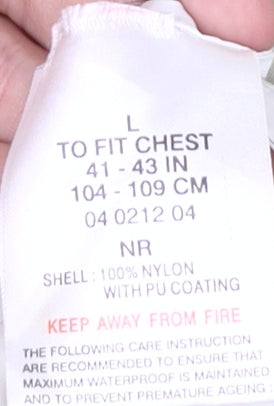 L
TO FIT CHEST
41 - 43 IN
104 - 109 CM
04 0212 04
NR
SHELL : 100% NYLON
WITH PU COATING
KEEP AWAY FROM FIRE
THE FOLLOWING CARE INSTRUCTION
ARE RECOMMENDED TO ENSURE THAT
MAXIMUM WATERPROOF IS MAINTAINED
AND TO PREVENT PREMATURE AGEING :